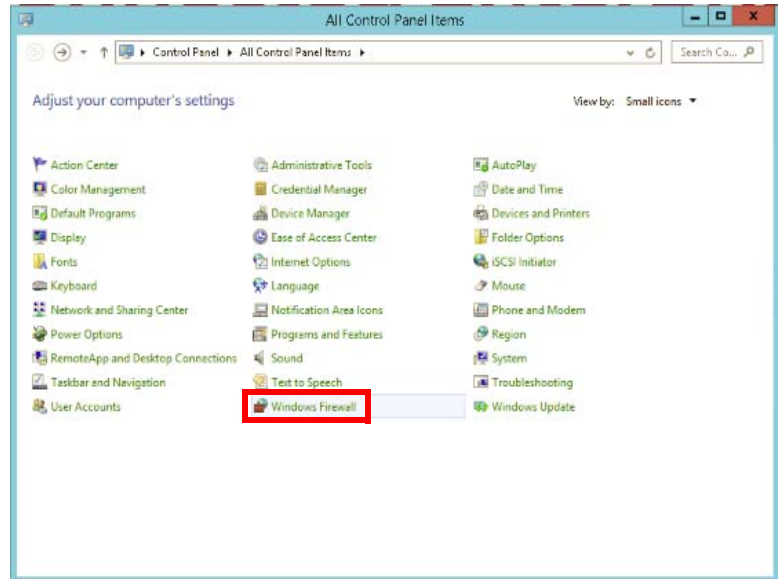 All Control Panel Items
Control Panel All Control Panel Items
Search Co...
Adjust your computer's settings
View by: Small icons
Action Center
Administrative Tools
AutoPlay
Color Management
Credential Manager
Date and Time
Default Programs
Device Manager
Devices and Printers
Display
Ease of Access Center
Folder Options
Fonts
Internet Options
iSCSI Initiator
Keyboard
Language
Mouse
Network and Sharing Center
Notification Area Icons
Phone and Modem
Power Options
Programs and Features
Region
RemoteApp and Desktop Connections
Sound
System
Taskbar and Navigation
Text to Speech
Troubleshooting
User Accounts
Windows Firewall
Windows Update